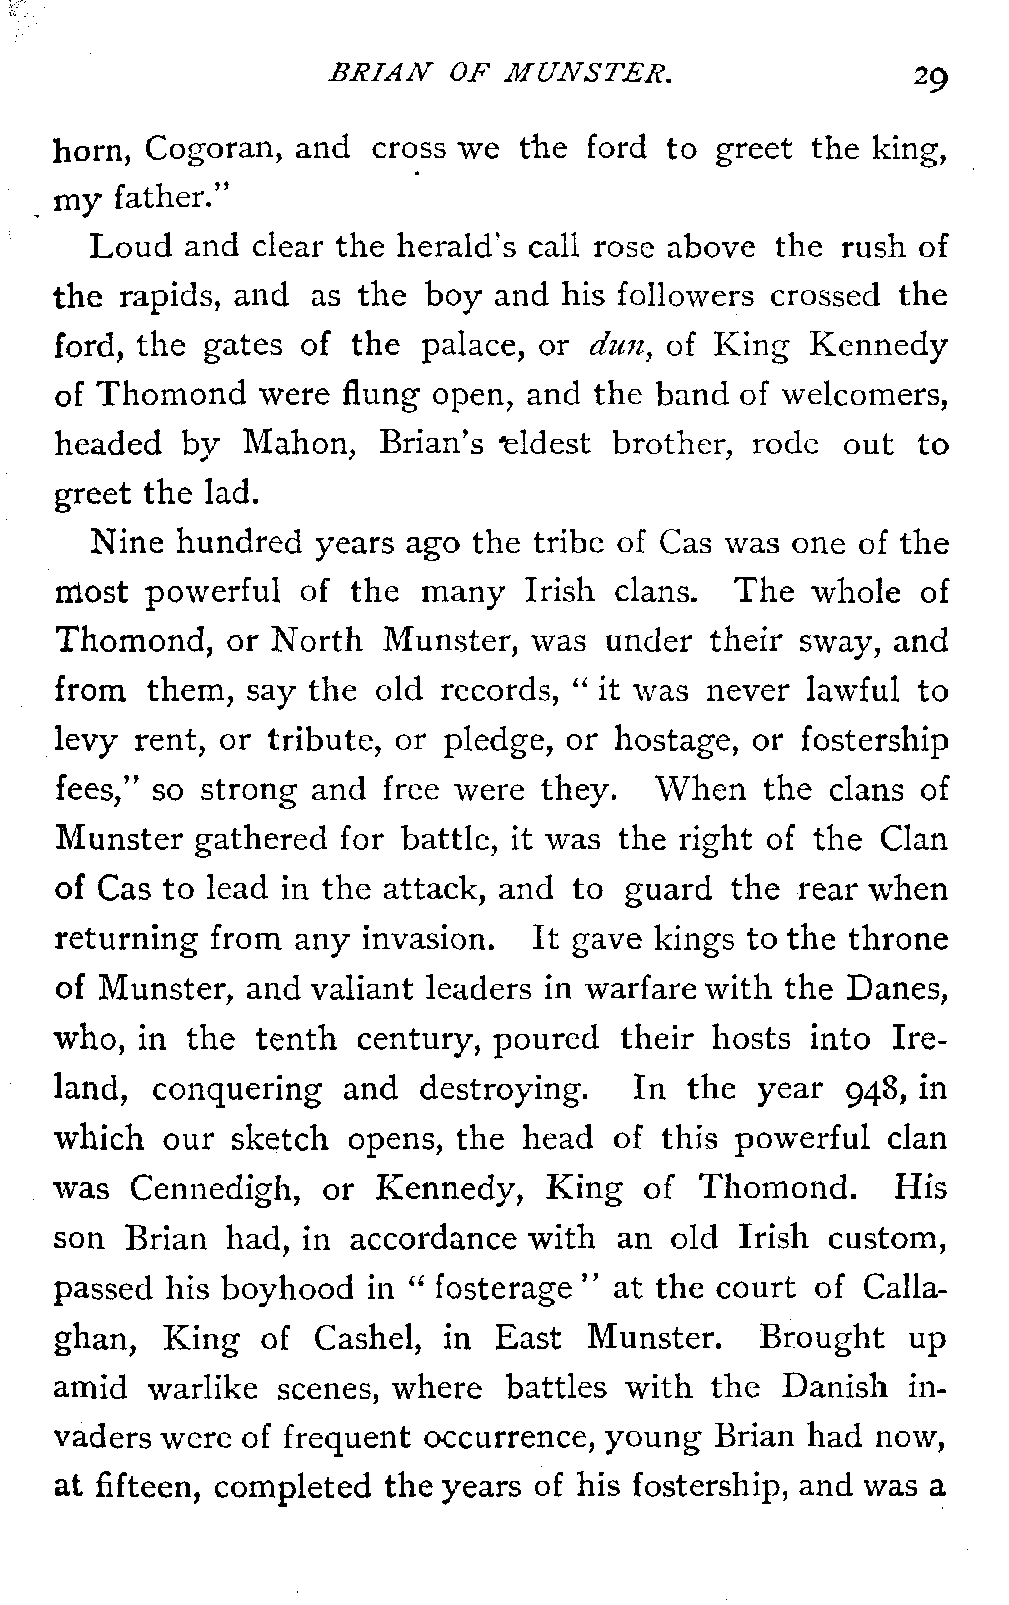 BRIAN OF MUNSTER. 29
horn, Cogoran, and cross we the ford to greet the king,
my father."
Loud and clear the herald's call rose above the rush of
the rapids, and as the boy and his followers crossed the
ford, the gates of the palace, or dun, of King Kennedy
of Thomond were flung open, and the band of welcomers,
headed by Mahon, Brian's eldest brother, rode out to
greet the lad.
Nine hundred years ago the tribe of Cas was one of the
most powerful of the many Irish clans. The whole of
Thomond, or North Munster, was under their sway, and
from them, say the old records, " it was never lawful to
levy rent, or tribute, or pledge, or hostage, or fostership
fees," so strong and free were they. When the clans of
Munster gathered for battle, it was the right of the Clan
of Cas to lead in the attack, and to guard the rear when
returning from any invasion. It gave kings to the throne
of Munster, and valiant leaders in warfare with the Danes,
who, in the tenth century, poured their hosts into Ire-
land, conquering and destroying. In the year 948, in
which our sketch opens, the head of this powerful clan
was Cennedigh, or Kennedy, King of Thomond. His
son Brian had, in accordance with an old Irish custom,
passed his boyhood in " fosterage " at the court of Calla-
ghan, King of Cashel, in East Munster. Brought up
amid warlike scenes, where battles with the Danish in-
vaders were of frequent occurrence, young Brian had now,
at fifteen, completed the years of his fostership, and was a